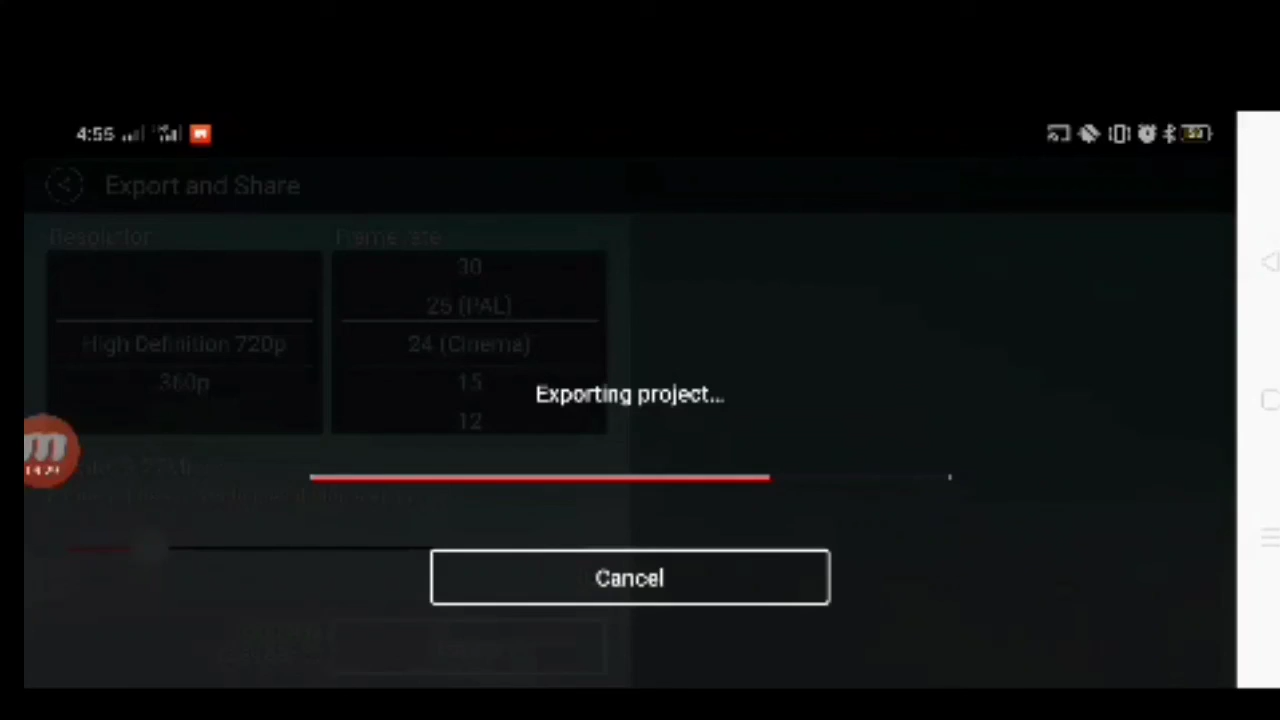 4:55
Export and Share
Resolution
Frame rate
30
25 (PAL)
High Definition 720p
24 (Cinema)
360p
15
12
Exporting project...
Cancel